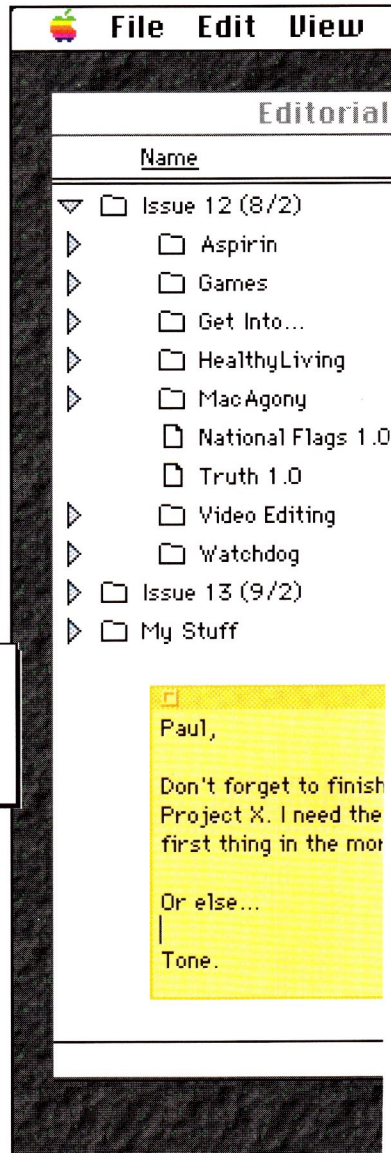 File Edit View
Editorial
Name
Issue 12 (8/2)
Aspirin
Games
Get Into...
HealthyLiving
MacAgony
National Flags 1.0
Truth 1.0
Video Editing
Watchdog
Issue 13 (9/2)
My Stuff
Paul,
Don't forget to finish
Project X. I need the
first thing in the mor
Or else...
Tone.